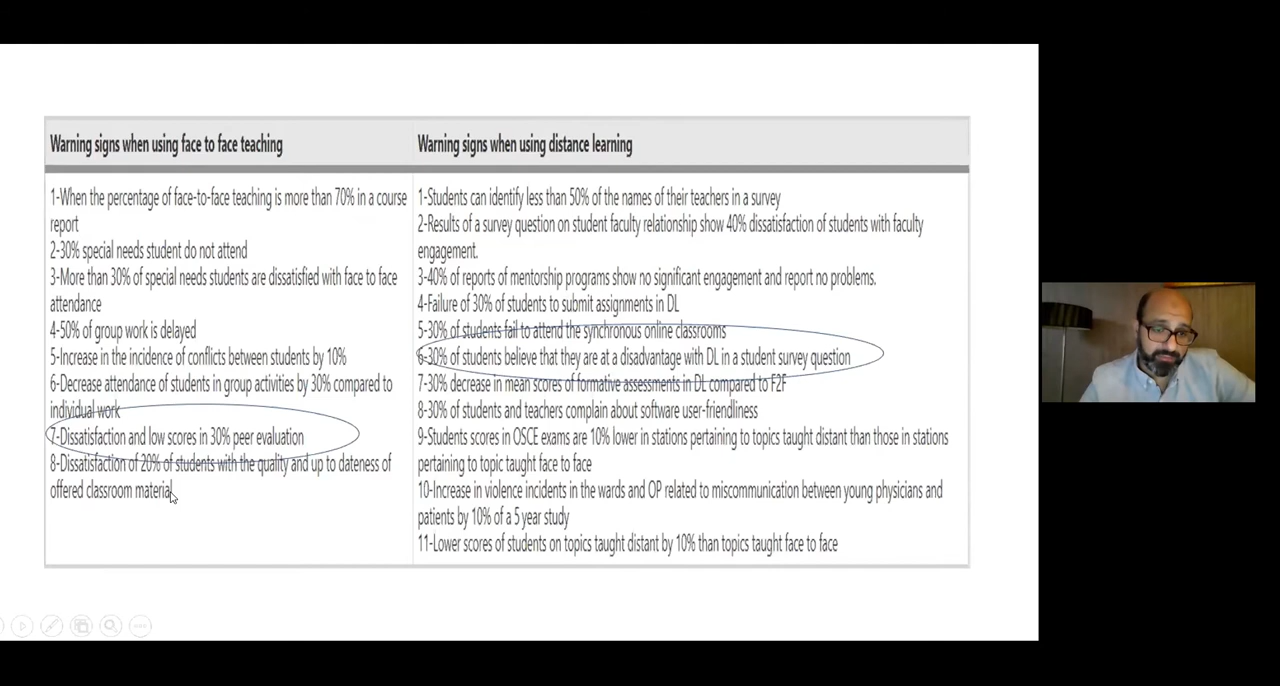 Warning signs when using face to face teaching
1-When the percentage of face-to-face teaching is more than 70% in a course
report
2-30% special needs student do not attend
3-More than 30% of special needs students are dissatisfied with face to face
attendance
4-50% of group work is delayed
5-Increase in the incidence of conflicts between students by 10%
6-Decrease attendance of students in group activities by 30% compared to
individual work
7-Dissatisfaction and low scores in 30% peer evaluation
8-Dissatisfaction of 20% of students with the quality and up to dateness of
offered classroom material
Warning signs when using distance learning
1-Students can identify less than 50% of the names of their teachers in a survey
2-Results of a survey question on student faculty relationship show 40% dissatisfaction of students with faculty
engagement.
3-40% of reports of mentorship programs show no significant engagement and report no problems.
4-Failure of 30% of students to submit assignments in DL
5-30% of students fail to attend the synchronous online classrooms
6-30% of students believe that they are at a disadvantage with DL in a student survey question
7-30% decrease in mean scores of formative assessments in DL compared to F2F
8-30% of students and teachers complain about software user-friendliness
9-Students scores in OSCE exams are 10% lower in stations pertaining to topics taught distant than those in stations
pertaining to topic taught face to face
10-Increase in violence incidents in the wards and OP related to miscommunication between young physicians and
patients by 10% of a 5 year study
11-Lower scores of students on topics taught distant by 10% than topics taught face to face